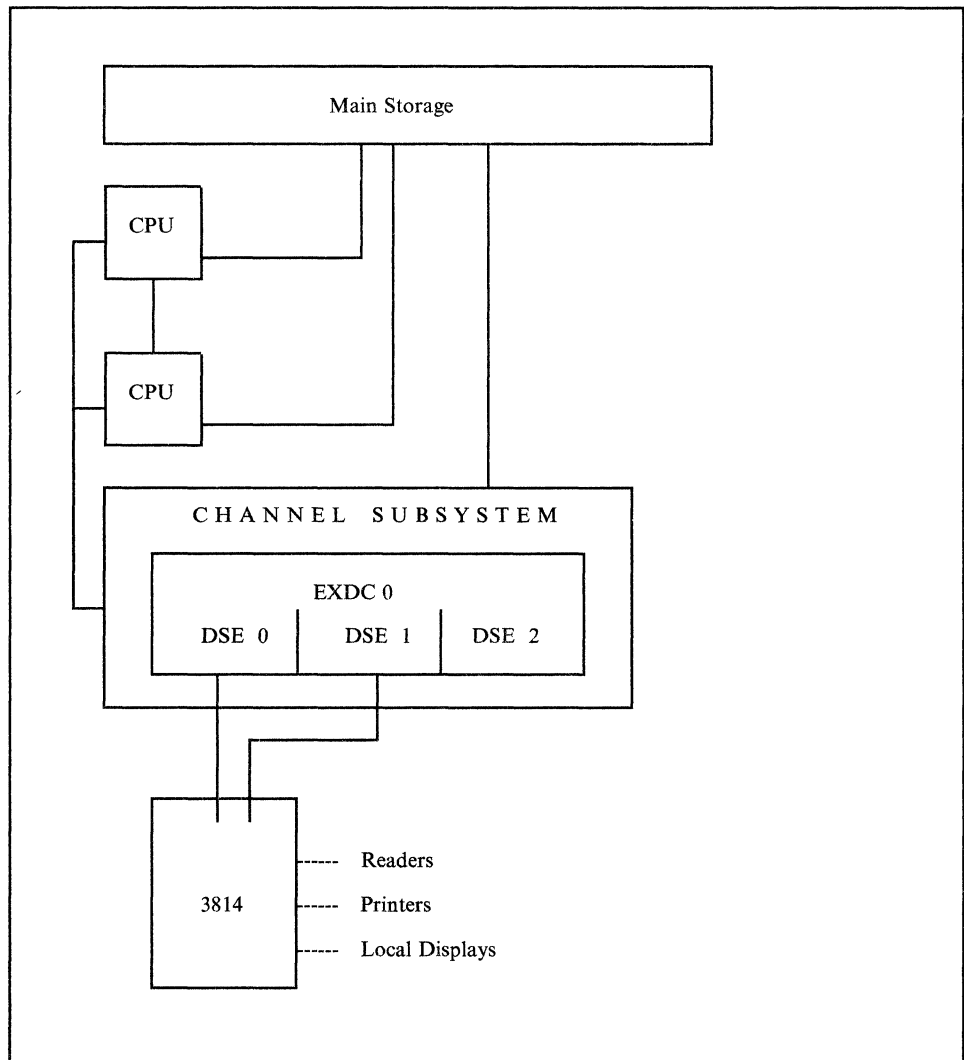 Main Storage
CPU
CPU
CHANNEL SUBSYSTEM
EXDC 0
DSE 0 DSE 1 DSE 2
Readers
3814 Printers
Local Displays